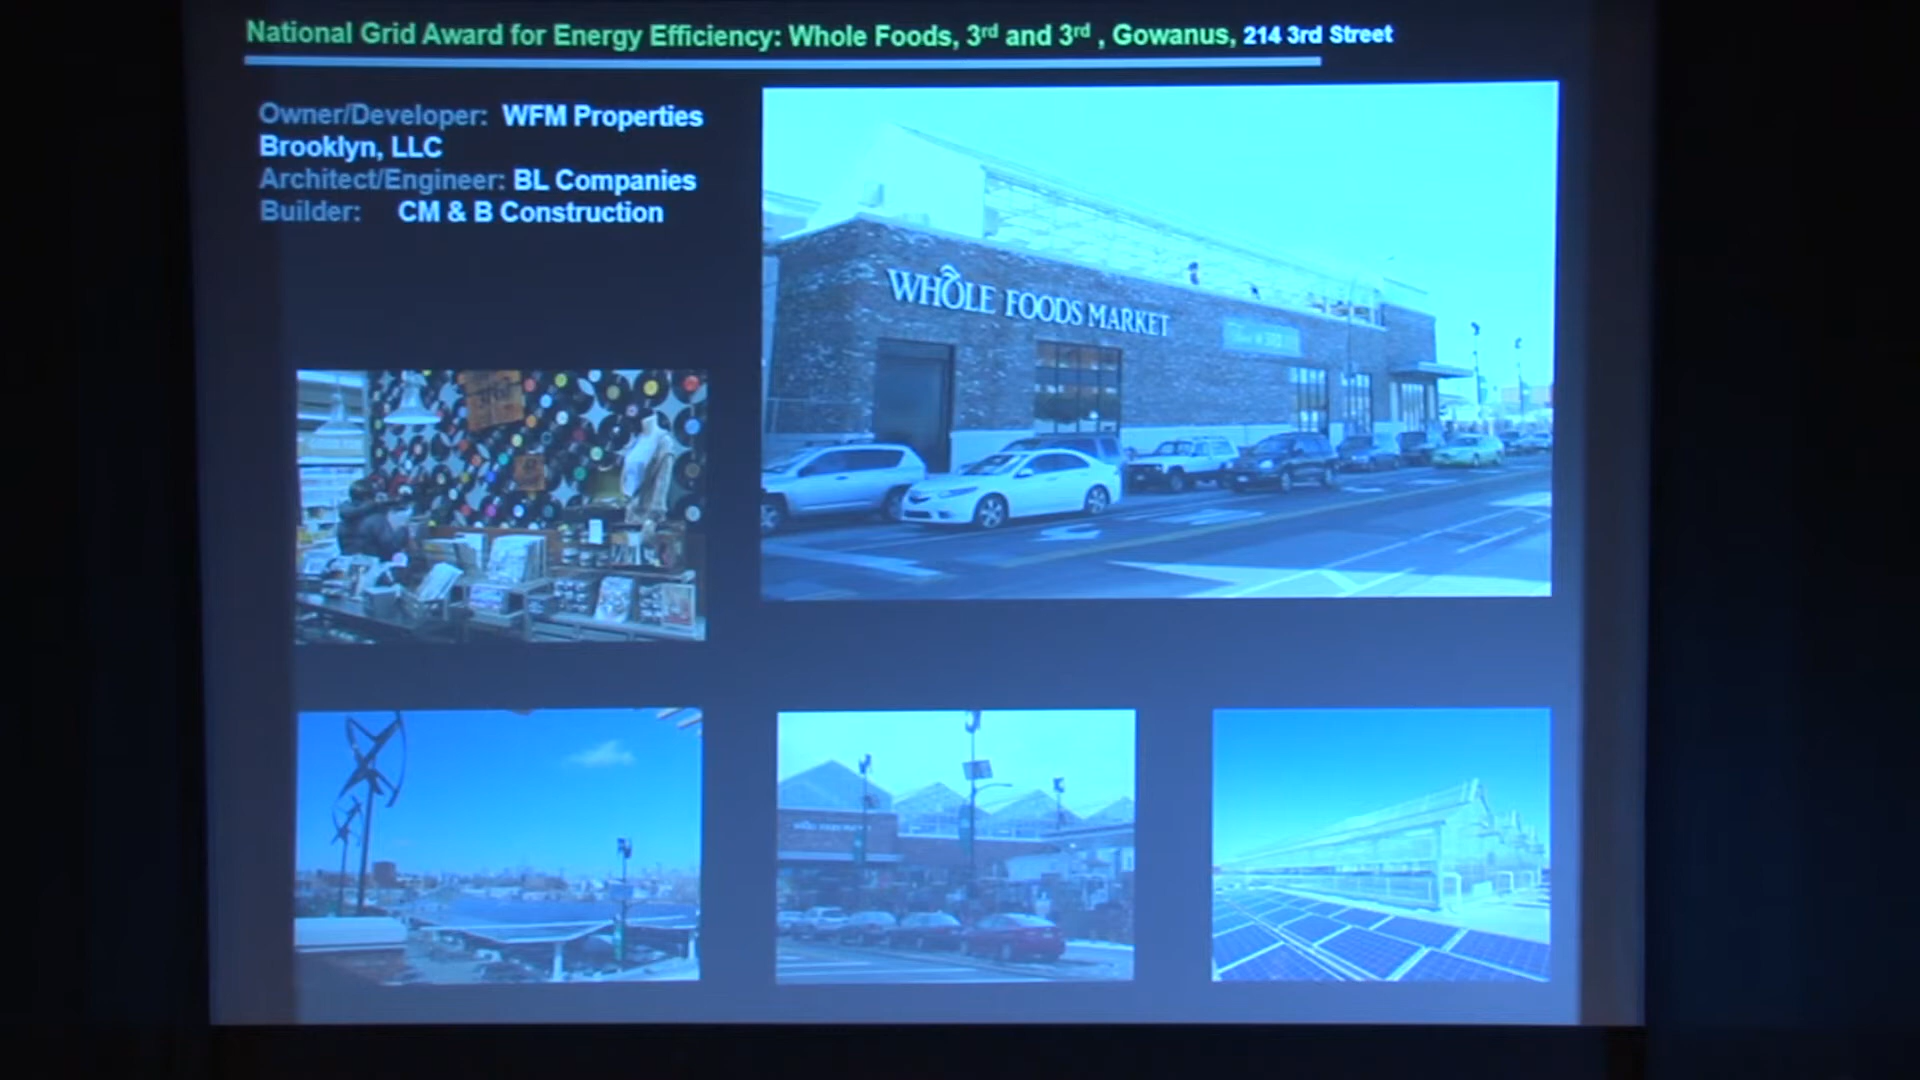 National Grid Award for Energy Efficiency: Whole Foods, 3rd and 3rd , Gowanus, 214 3rd Street
Owner/Developer: WFM Properties
Brooklyn, LLC
Architect/Engineer: BL Companies
Builder: CM & B Construction
WHOLE FOODS MARKET